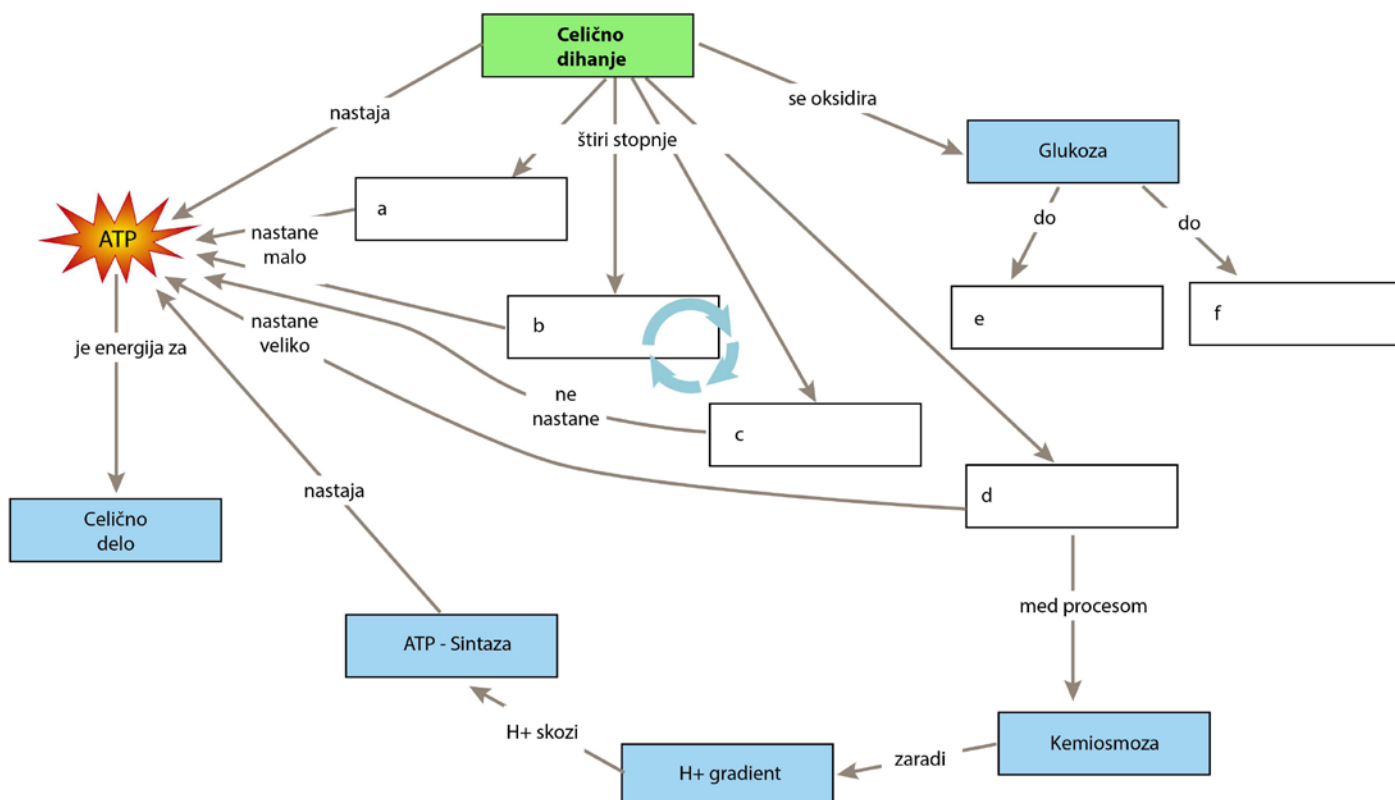 Celično
dihanje
nastaja
štiri stopnje
se oksidira
Glukoza
do
do
a
ATP
nastane
malo
b
e
f
je energija za
nastane
veliko
ne
nastane
c
nastaja
d
Celično
delo
med procesom
ATP - Sintaza
H+ skozi
Kemiosmoza
zaradi
H+ gradient